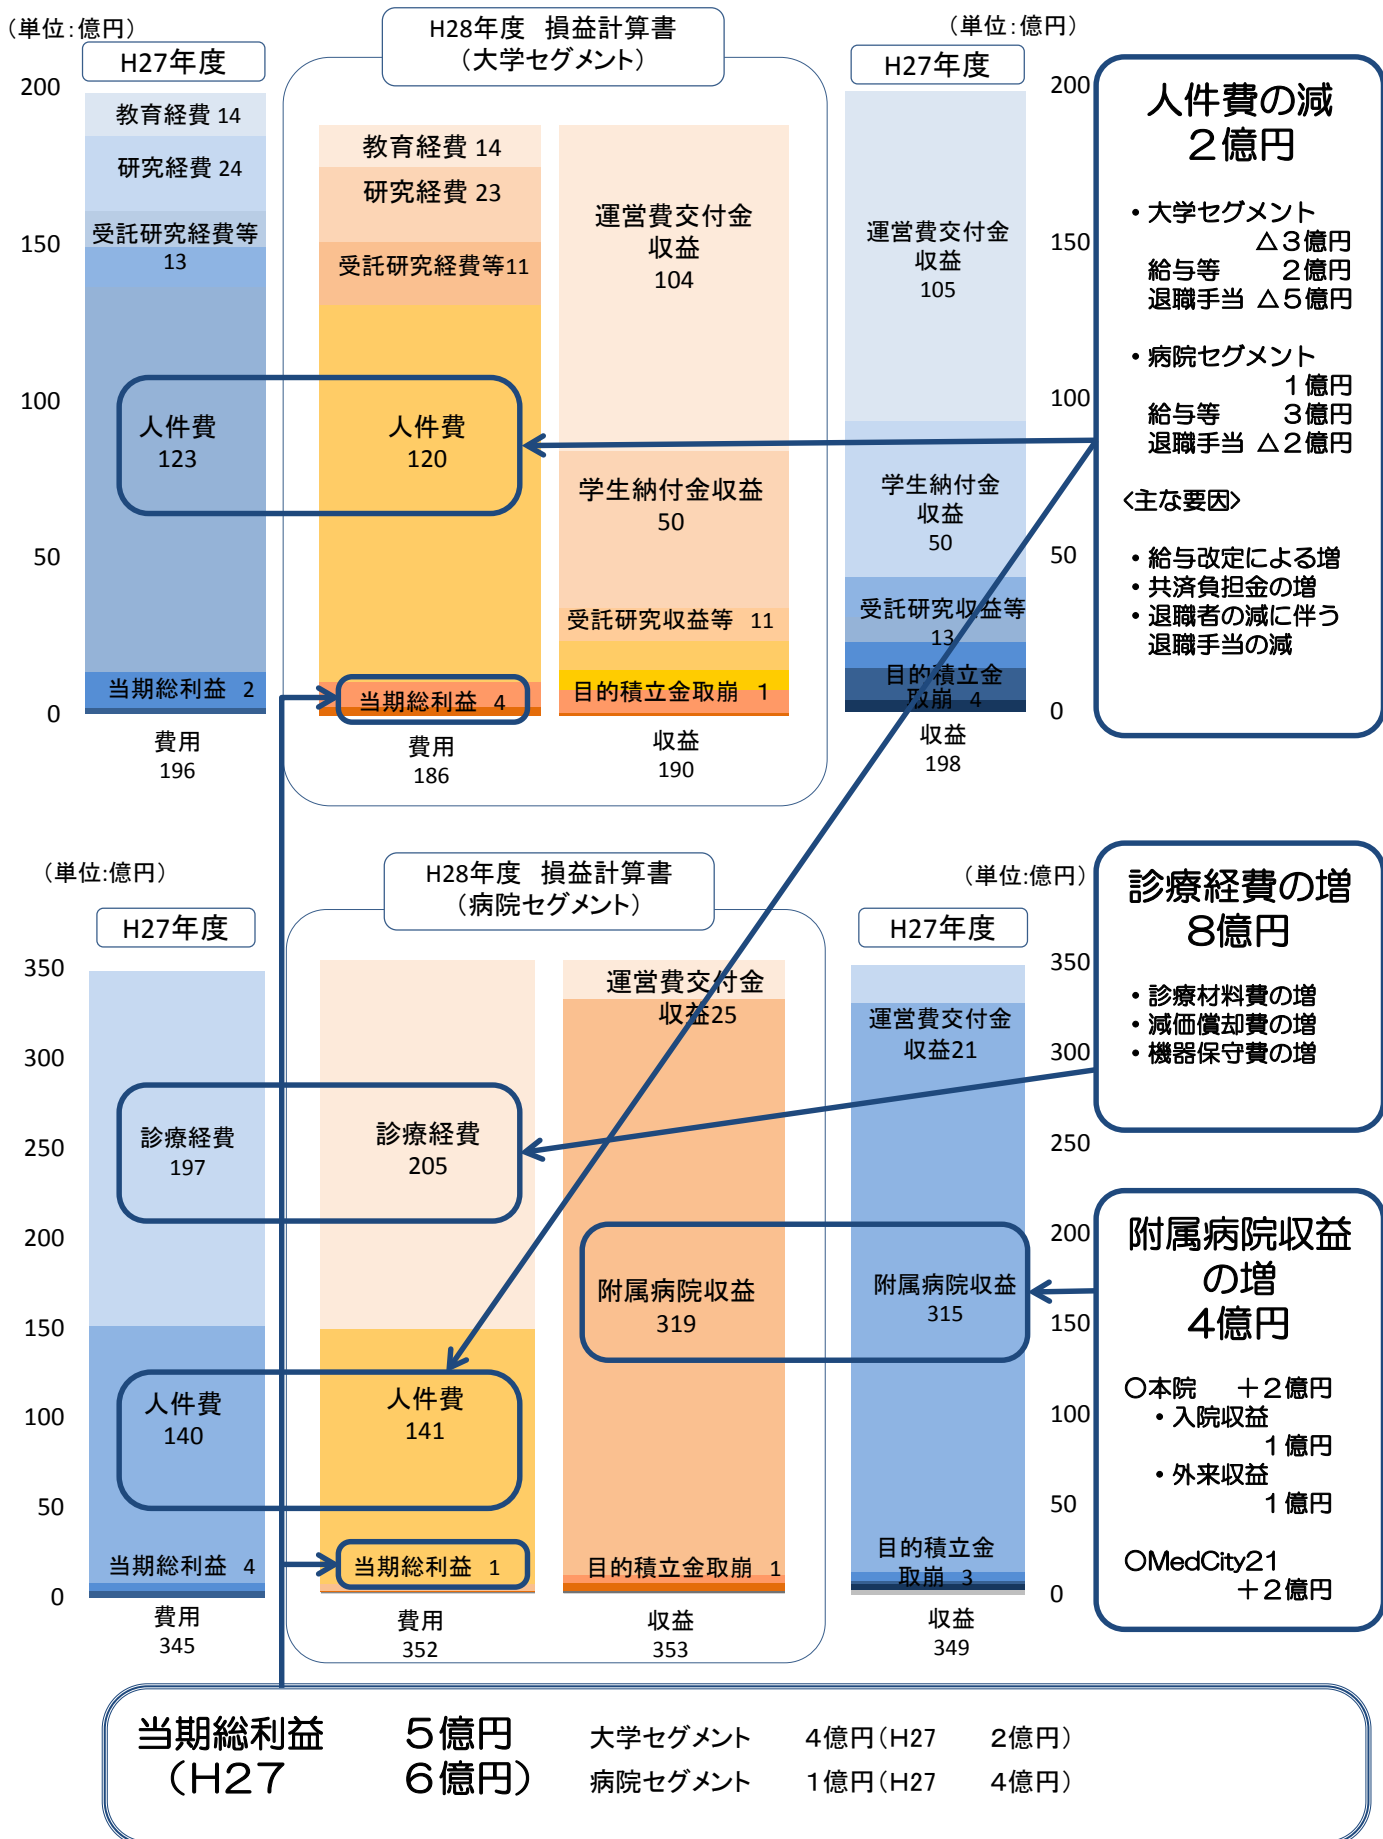 （単位：億円）
H27年度
200
150
100
50
0
教育経費 14
研究経費 24
受託研究経費等
13
人件費
123
当期総利益 2
費用
196
H28年度 損益計算書
（大学セグメント）
教育経費 14
研究経費 23
受託研究経費等11
人件費
120
当期総利益 4
費用
186
運営費交付金
収益
104
学生納付金収益
50
受託研究収益等 11
目的積立金取崩 1
収益
190
（単位：億円）
H27年度
運営費交付金
収益
105
学生納付金
収益
50
受託研究収益等
13
目的積立金
取崩 4
収益
198
200
150
100
50
0
人件費の減
２億円
・大学セグメント
△３億円
給与等 ２億円
退職手当 △５億円
・病院セグメント
１億円
給与等 ３億円
退職手当 △２億円
<主な要因>
・給与改定による増
・共済負担金の増
・退職者の減に伴う
退職手当の減
（単位:億円）
H27年度
350
300
250
200
150
100
50
0
診療経費
197
人件費
140
当期総利益 4
費用
345
H28年度 損益計算書
（病院セグメント）
診療経費
205
人件費
141
当期総利益 1
費用
352
運営費交付金
収益25
附属病院収益
319
目的積立金取崩 1
収益
353
（単位:億円）
H27年度
運営費交付金
収益21
附属病院収益
315
目的積立金
取崩 3
収益
349
350
300
250
200
150
100
50
0
診療経費の増
８億円
・診療材料費の増
・減価償却費の増
・機器保守費の増
附属病院収益
の増
４億円
○本院 ＋２億円
・入院収益
１億円
・外来収益
１億円
○MedCity21
＋２億円
当期総利益 ５億円
（H27 ６億円）
大学セグメント 4億円（H27 2億円）
病院セグメント 1億円（H27 4億円）